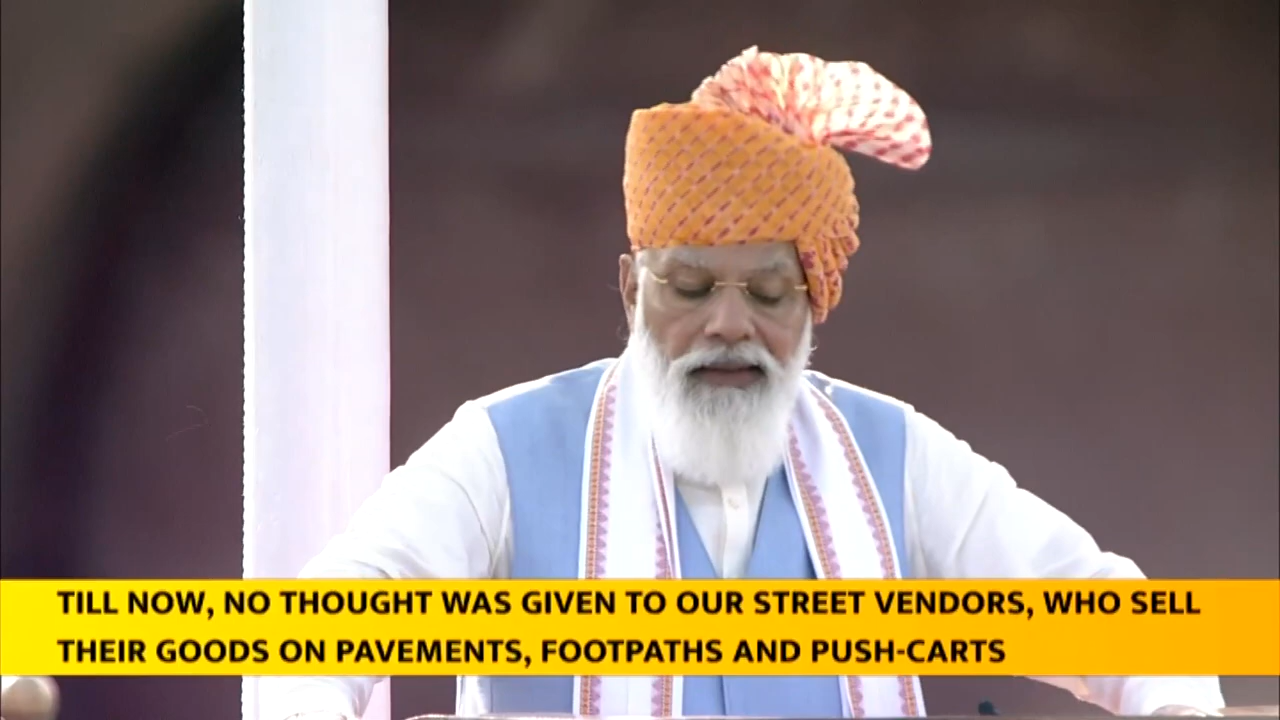 TILL NOW, NO THOUGHT WAS GIVEN TO OUR STREET VENDORS, WHO SELL
THEIR GOODS ON PAVEMENTS, FOOTPATHS AND PUSH-CARTS